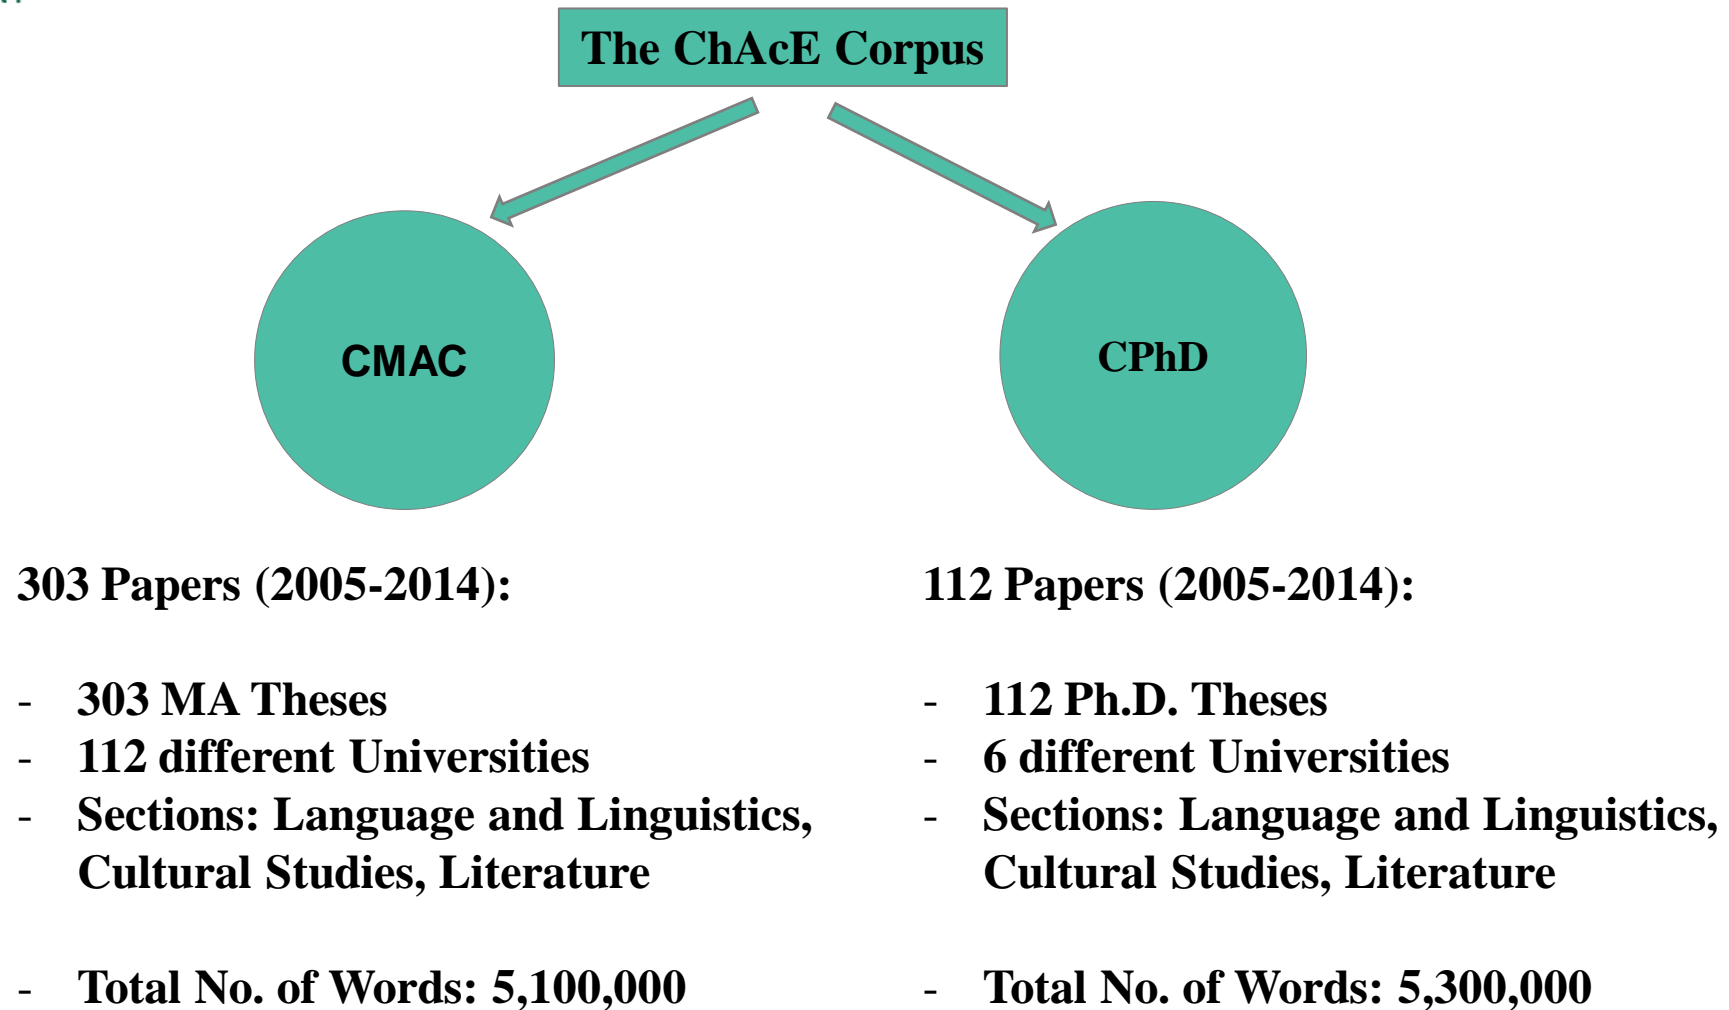 The ChAcE Corpus
CMAC
CPhD
303 Papers (2005-2014):
- 303 MA Theses
- 112 different Universities
- Sections: Language and Linguistics,
Cultural Studies, Literature
- Total No. of Words: 5,100,000
112 Papers (2005-2014):
- 112 Ph.D. Theses
- 6 different Universities
- Sections: Language and Linguistics,
Cultural Studies, Literature
- Total No. of Words: 5,300,000